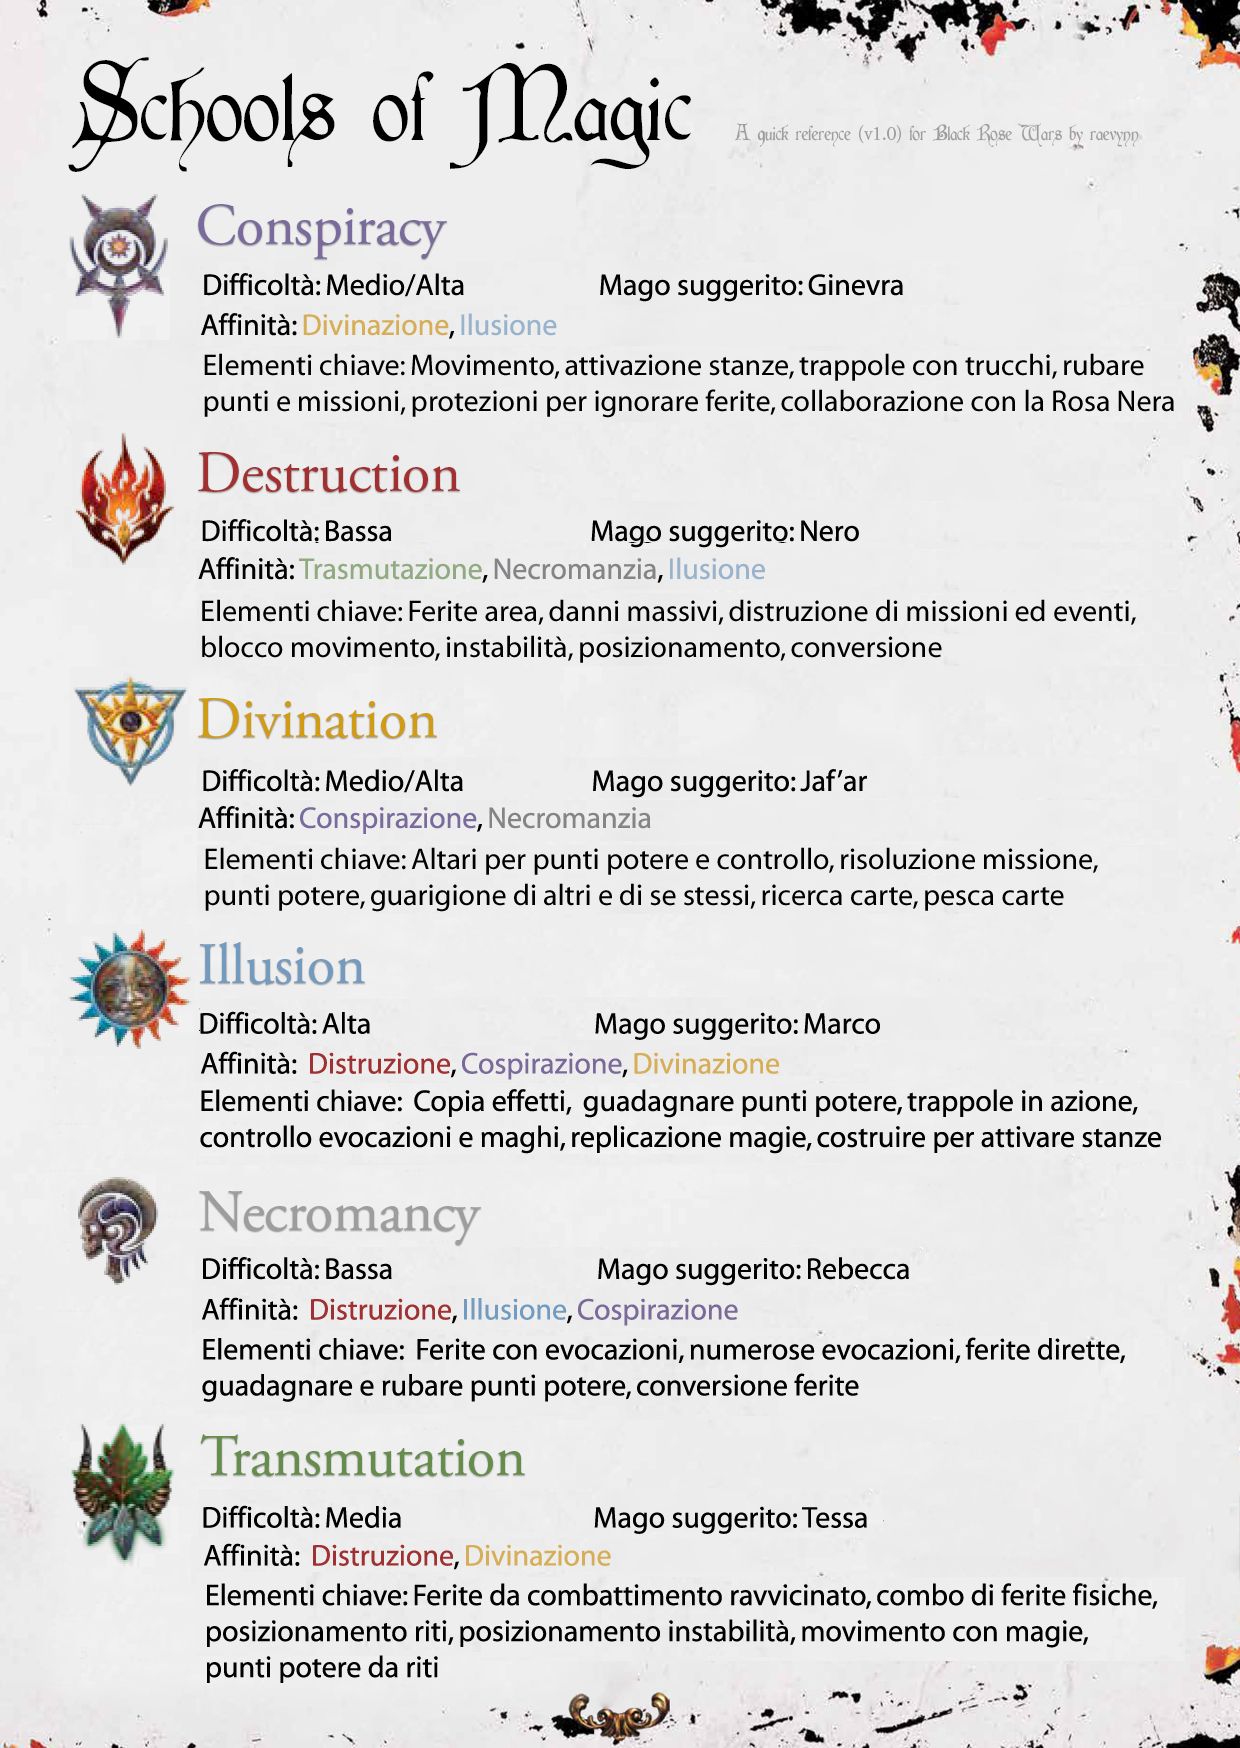 Schools of Magic
A quick reference (v1.0) for Black Rose Wars by raevynn
Conspiracy
Difficoltà: Medio/Alta Mago suggerito: Ginevra
Affinità: Divinazione, Ilusione
Elementi chiave: Movimento, attivazione stanze, trappole con trucchi, rubare
punti e missioni, protezioni per ignorare ferite, collaborazione con la Rosa Nera
Destruction
Difficoltà: Bassa Mago suggerito: Nero
Affinità: Trasmutazione, Necromanzia, Ilusione
Elementi chiave: Ferite area, danni massivi, distruzione di missioni ed eventi,
blocco movimento, instabilità, posizionamento, conversione
Divination
Difficoltà: Medio/Alta Mago suggerito: Jaf'ar
Affinità: Conspirazione, Necromanzia
Elementi chiave: Altari per punti potere e controllo, risoluzione missione,
punti potere, guarigione di altri e di se stessi, ricerca carte, pesca carte
Illusion
Difficoltà: Alta Mago suggerito: Marco
Affinità: Distruzione, Cospirazione, Divinazione
Elementi chiave: Copia effetti, guadagnare punti potere, trappole in azione,
controllo evocazioni e maghi, replicazione magie, costruire per attivare stanze
Necromancy
Difficoltà: Bassa Mago suggerito: Rebecca
Affinità: Distruzione, Illusione, Cospirazione
Elementi chiave: Ferite con evocazioni, numerose evocazioni, ferite dirette,
guadagnare e rubare punti potere, conversione ferite
Transmutation
Difficoltà: Media Mago suggerito: Tessa
Affinità: Distruzione, Divinazione
Elementi chiave: Ferite da combattimento ravvicinato, combo di ferite fisiche,
posizionamento riti, posizionamento instabilità, movimento con magie,
punti potere da riti